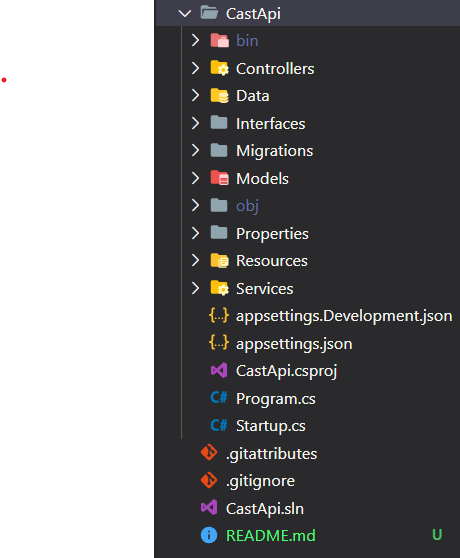 CastApi
bin
Controllers
Data
Interfaces
Migrations
Models
obj
Properties
Resources
Services
{..} appsettings.Development.json
{..} appsettings.json
CastApi.csproj
C# Program.cs
C# Startup.cs
.gitattributes
.gitignore
CastApi.sln
README.md U